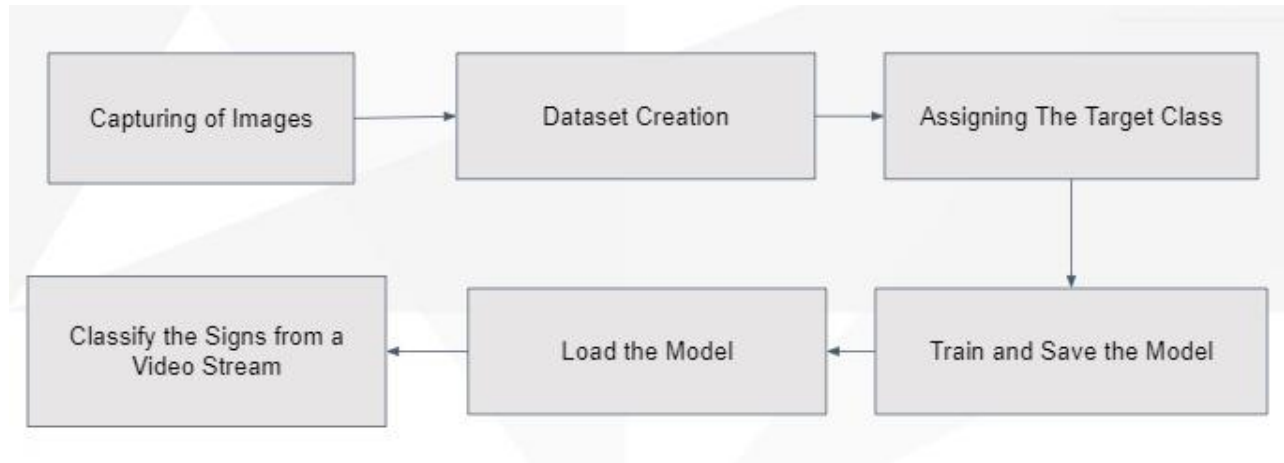 Capturing of Images
Dataset Creation
Assigning The Target Class
Train and Save the Model
Load the Model
Classify the Signs from a
Video Stream